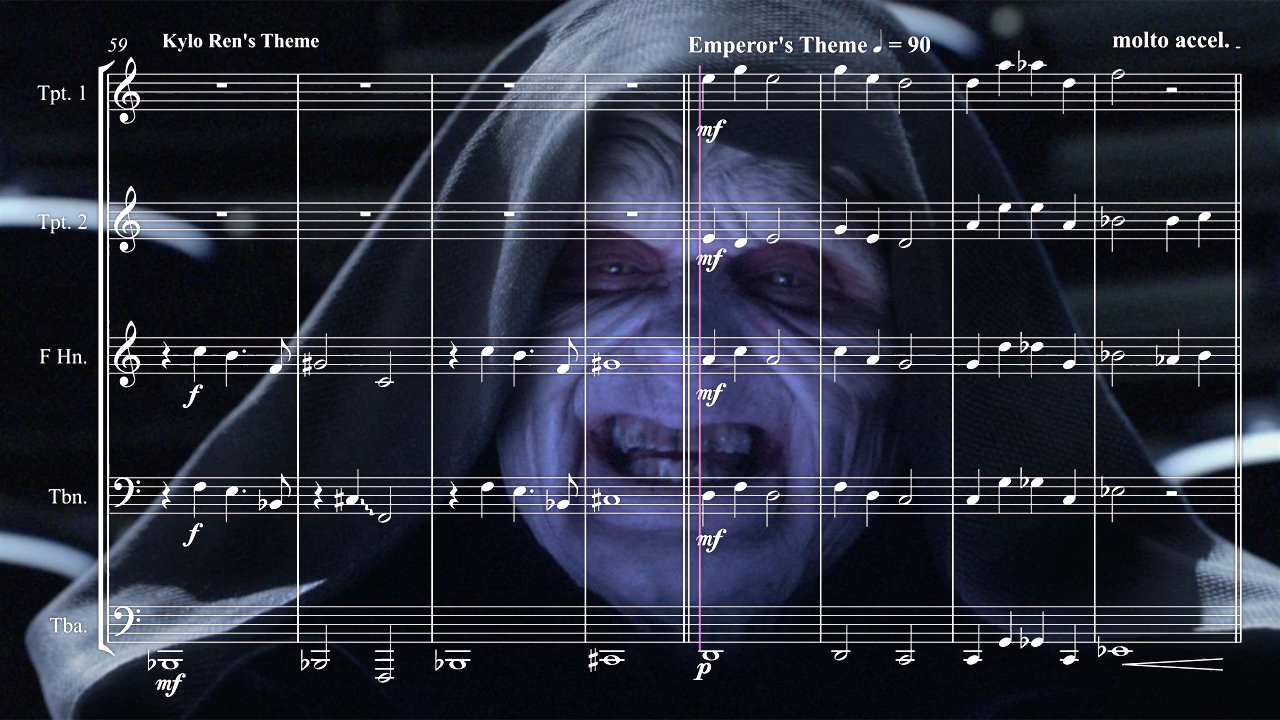 59 Kylo Ren's Theme Emperor's Theme ♩ = 90 molto accel.
Tpt. 1
mf
Tpt. 2
mf
F Hn.
f mf
Tbn.
f mf
Tba.
mf p